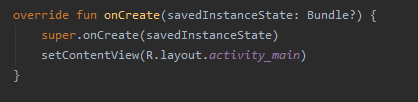 override fun onCreate(savedInstanceState: Bundle?) {
super.onCreate(savedInstanceState)
setContentView(R.layout.activity_main)
}